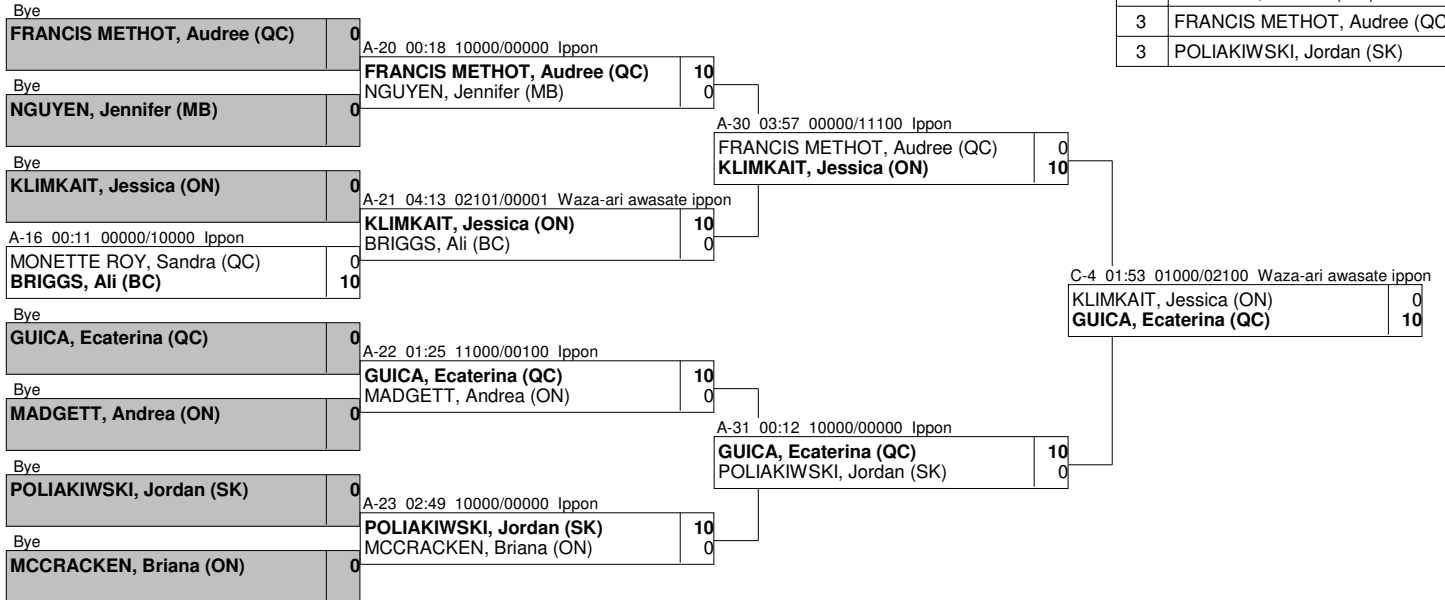 Bye
FRANCIS METHOT, Audree (QC) 0
Bye
NGUYEN, Jennifer (MB) 0
Bye
KLIMKAIT, Jessica (ON) 0
A-16 00:11 00000/10000 Ippon
MONETTE ROY, Sandra (QC) 0
BRIGGS, Ali (BC) 10
Bye
GUICA, Ecaterina (QC) 0
Bye
MADGETT, Andrea (ON) 0
Bye
POLIAKIWSKI, Jordan (SK) 0
Bye
MCCRACKEN, Briana (ON) 0
A-20 00:18 10000/00000 Ippon
FRANCIS METHOT, Audree (QC) 10
NGUYEN, Jennifer (MB) 0
A-21 04:13 02101/00001 Waza-ari awasate ippon
KLIMKAIT, Jessica (ON) 10
BRIGGS, Ali (BC) 0
A-22 01:25 11000/00100 Ippon
GUICA, Ecaterina (QC) 10
MADGETT, Andrea (ON) 0
A-23 02:49 10000/00000 Ippon
POLIAKIWSKI, Jordan (SK) 10
MCCRACKEN, Briana (ON) 0
A-30 03:57 00000/11100 Ippon
FRANCIS METHOT, Audree (QC) 0
KLIMKAIT, Jessica (ON) 10
A-31 00:12 10000/00000 Ippon
GUICA, Ecaterina (QC) 10
POLIAKIWSKI, Jordan (SK) 0
C-4 01:53 01000/02100 Waza-ari awasate ippon
KLIMKAIT, Jessica (ON) 0
GUICA, Ecaterina (QC) 10
3 FRANCIS METHOT, Audree (QC
3 POLIAKIWSKI, Jordan (SK)